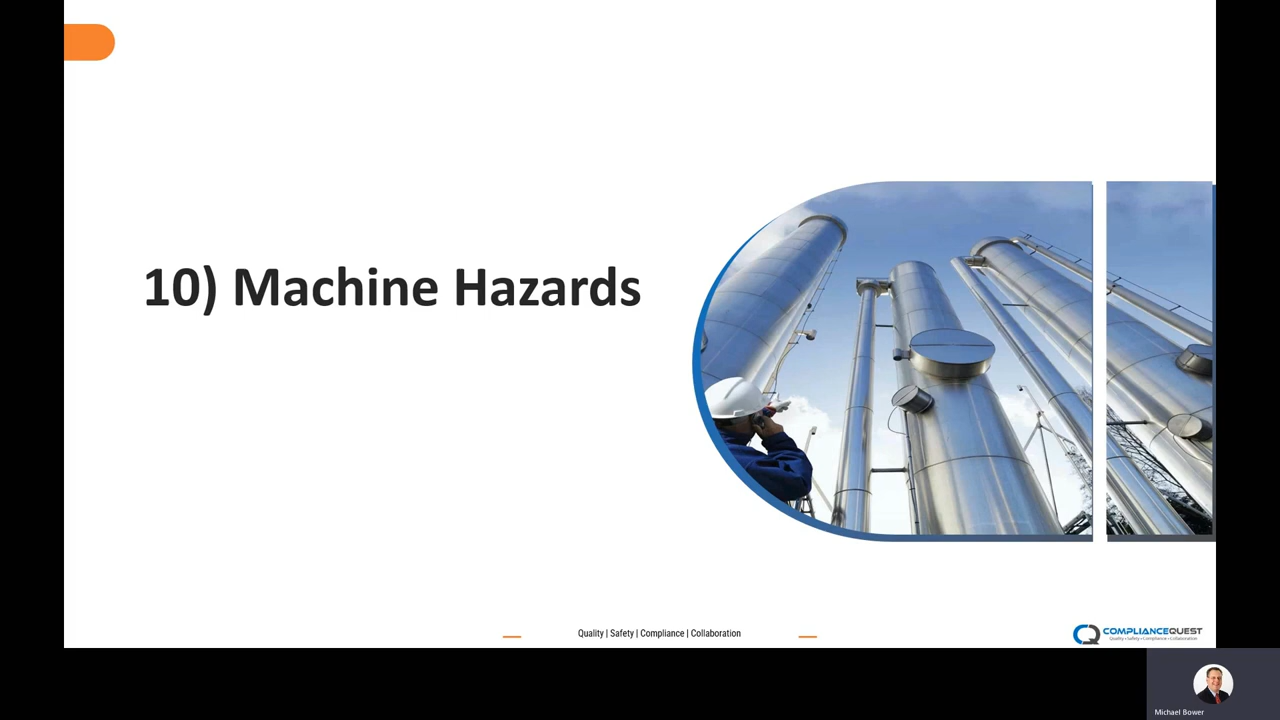 10) Machine Hazards
Quality | Safety | Compliance | Collaboration
COMPLIANCEQUEST
Quality • Safety • Compliance • Collaboration
Michael Bower